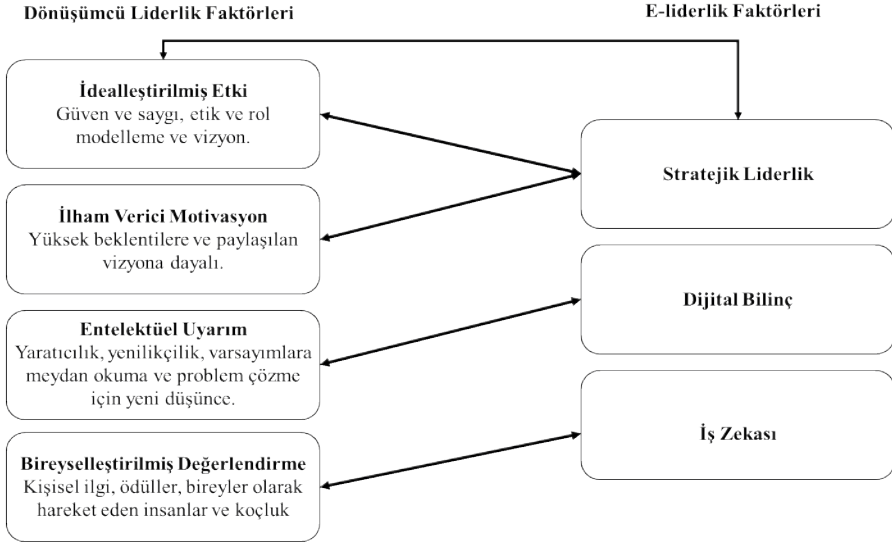 Dönüşümcü Liderlik Faktörleri
E-liderlik Faktörleri
İdealleştirilmiş Etki
Güven ve saygı, etik ve rol
modelleme ve vizyon.
İlham Verici Motivasyon
Yüksek beklentilere ve paylaşılan
vizyona dayalı.
Entelektüel Uyarım
Yaratıcılık, yenilikçilik, varsayımlara
meydan okuma ve problem çözme
için yeni düşünce.
Bireyselleştirilmiş Değerlendirme
Kişisel ilgi, ödüller, bireyler olarak
hareket eden insanlar ve koçluk
Stratejik Liderlik
Dijital Bilinç
İş Zekası